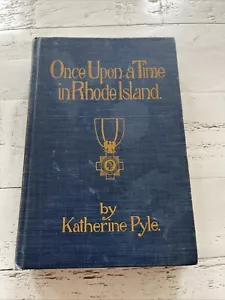 Once Upon a Time
in Rhode Island.
by
Katherine Pyle.